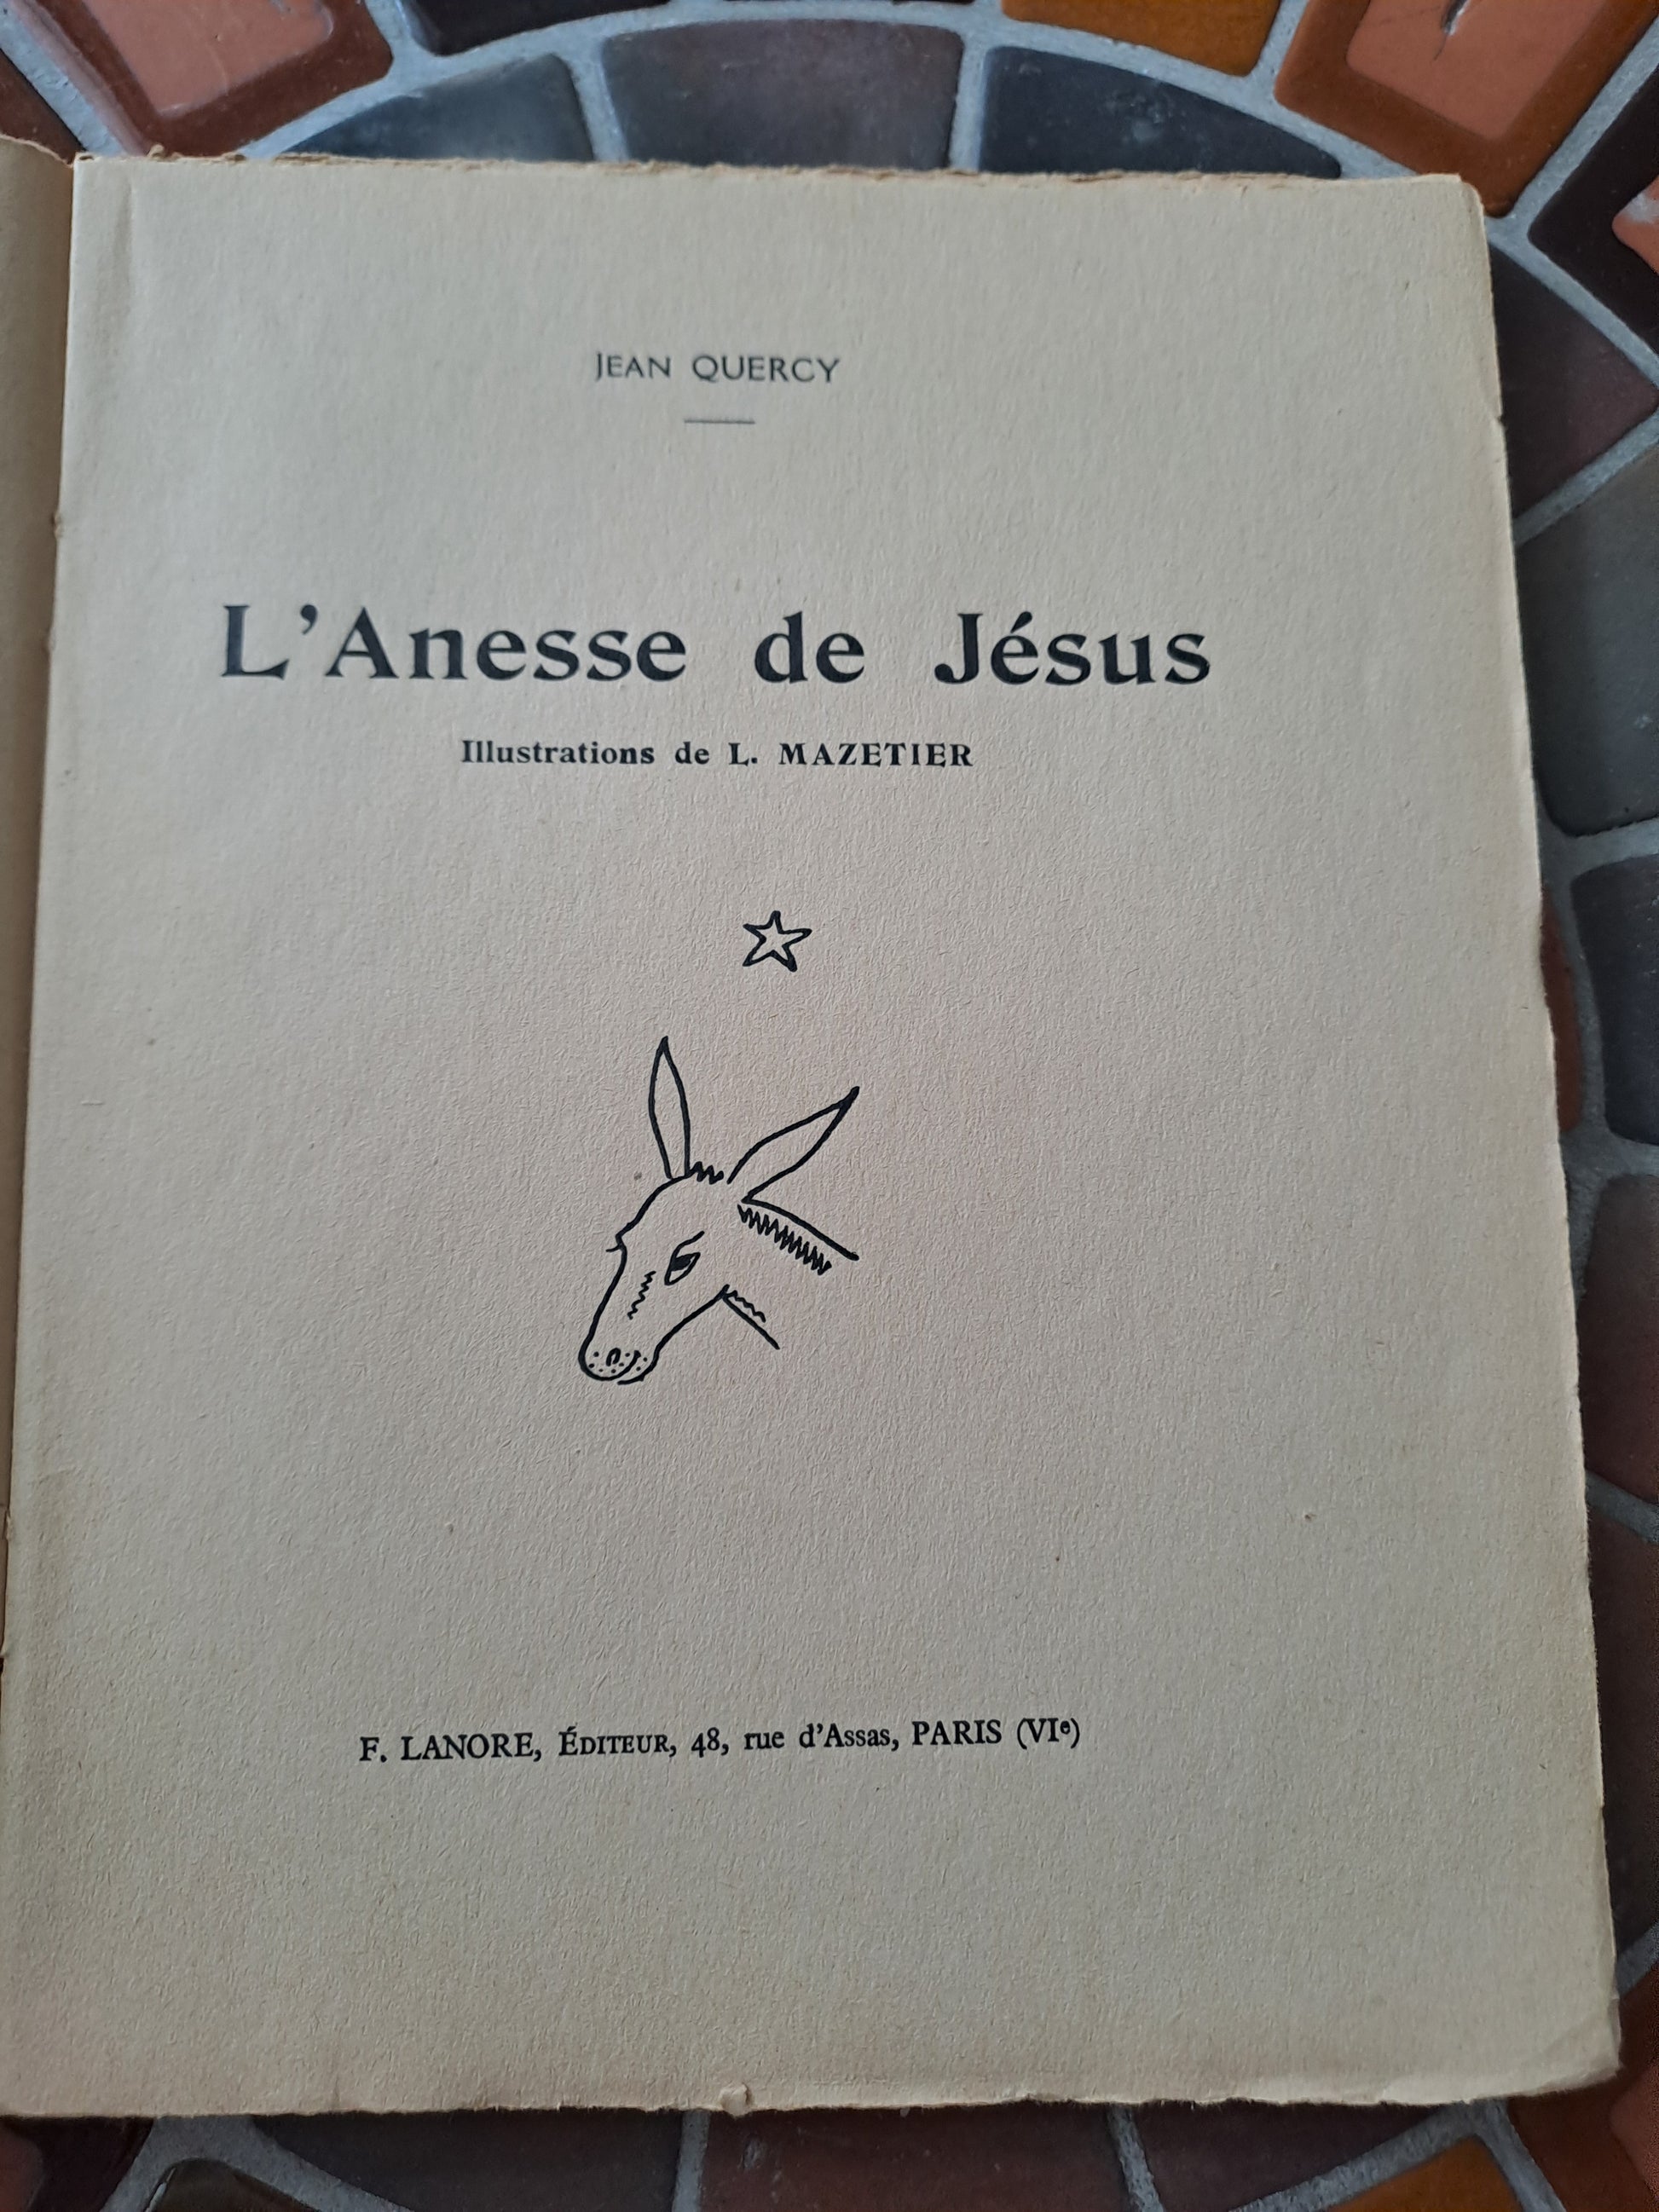 JEAN QUERCY
L'Anesse de Jésus
Illustrations de L. MAZETIER
F. LANORE, ÉDITEUR, 48, rue d'Assas, PARIS (VIᵉ)